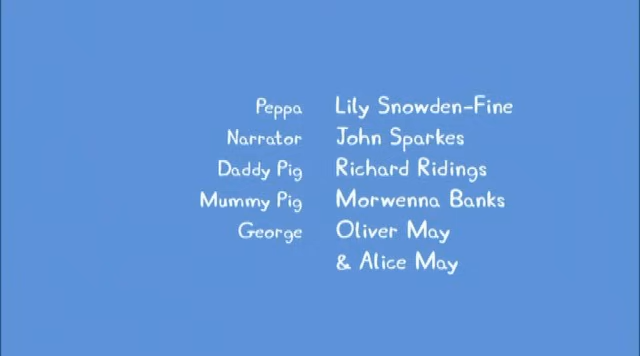 Peppa Lily Snowden-Fine
Narrator John Sparkes
Daddy Pig Richard Ridings
Mummy Pig Morwenna Banks
George Oliver May
& Alice May